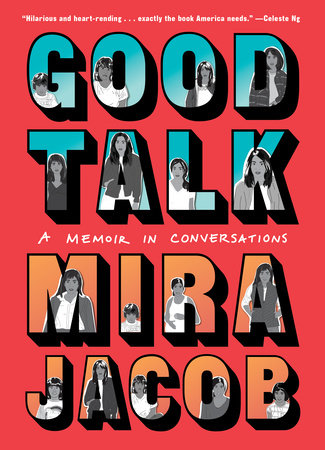 “Hilarious and heart-rending . . . exactly the book America needs.” —Celeste Ng
GOOD
TALK
A MEMOIR IN CONVERSATIONS
MIRA
JACOB